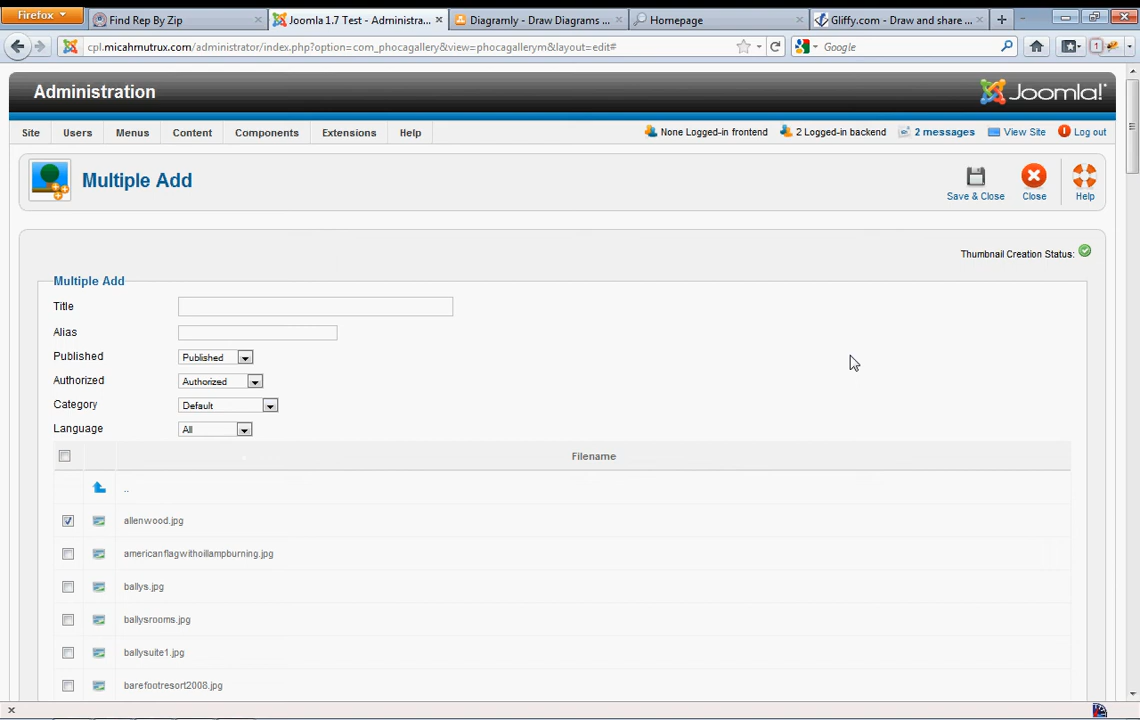 Firefox
Find Rep By Zip
Joomla 1.7 Test - Administra...
Diagramly - Draw Diagrams ...
Homepage
Gliffy.com - Draw and share ...
cpl.micahmutrux.com/administrator/index.php?option=com_phocagallery&view=phocagallerym&layout=edit#
Google
1
Administration
Joomla!
Site Users Menus Content Components Extensions Help
None Logged-in frontend 2 Logged-in backend 2 messages View Site Log out
Multiple Add
Save & Close Close Help
Thumbnail Creation Status:
Multiple Add
Title
Alias
Published Published
Authorized Authorized
Category Default
Language All
Filename
..
allenwood.jpg
americanflagwithoillampburning.jpg
ballys.jpg
ballysrooms.jpg
ballysuite1.jpg
barefootresort2008.jpg